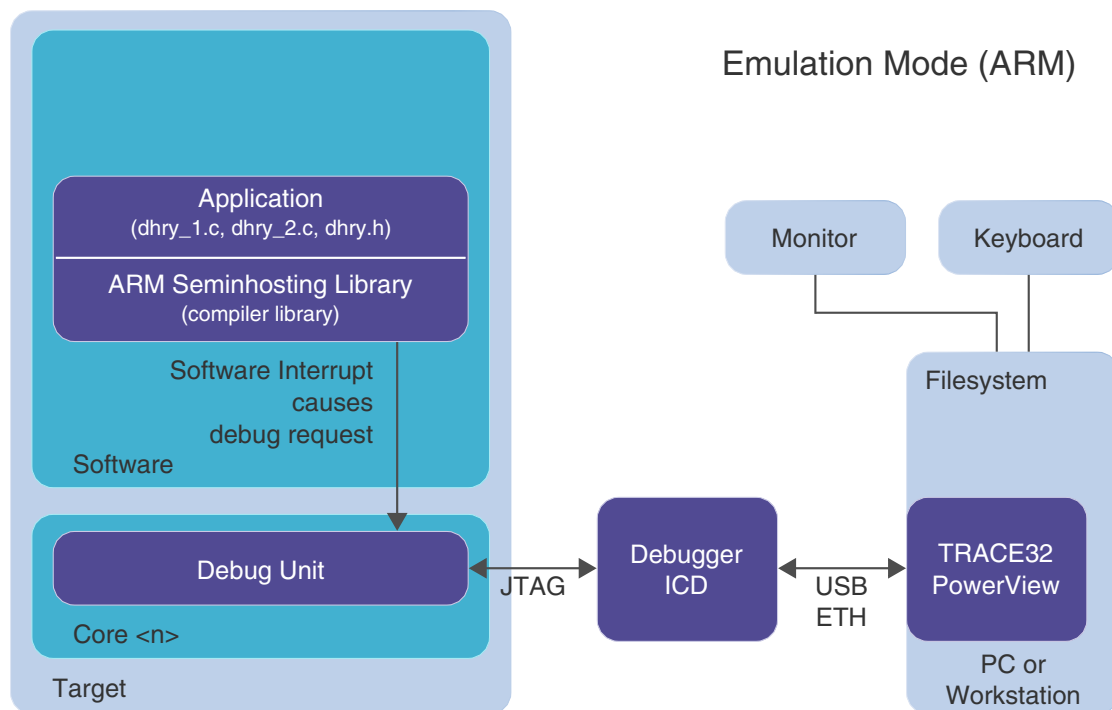 Emulation Mode (ARM)
Application
(dhry_1.c, dhry_2.c, dhry.h)
ARM Seminhosting Library
(compiler library)
Software Interrupt
causes
debug request
Software
Debug Unit
Core <n>
Target
JTAG
Debugger
ICD
USB
ETH
Monitor
Keyboard
Filesystem
TRACE32
PowerView
PC or
Workstation